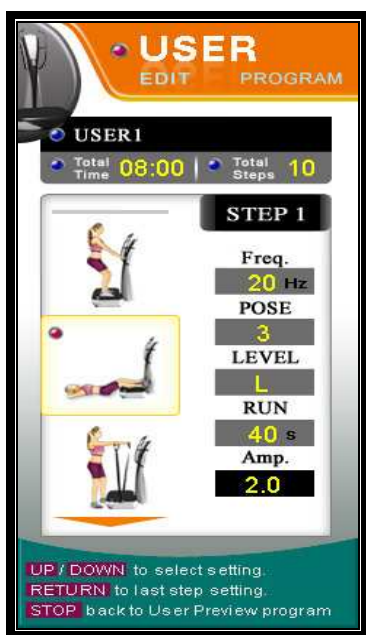 USER
EDIT PROGRAM
USER1
Total Time 08:00 | Total Steps 10
STEP 1
Freq.
20 Hz
POSE
3
LEVEL
L
RUN
40 s
Amp.
2.0
UP / DOWN to select setting.
RETURN to last step setting.
STOP back to User Preview program